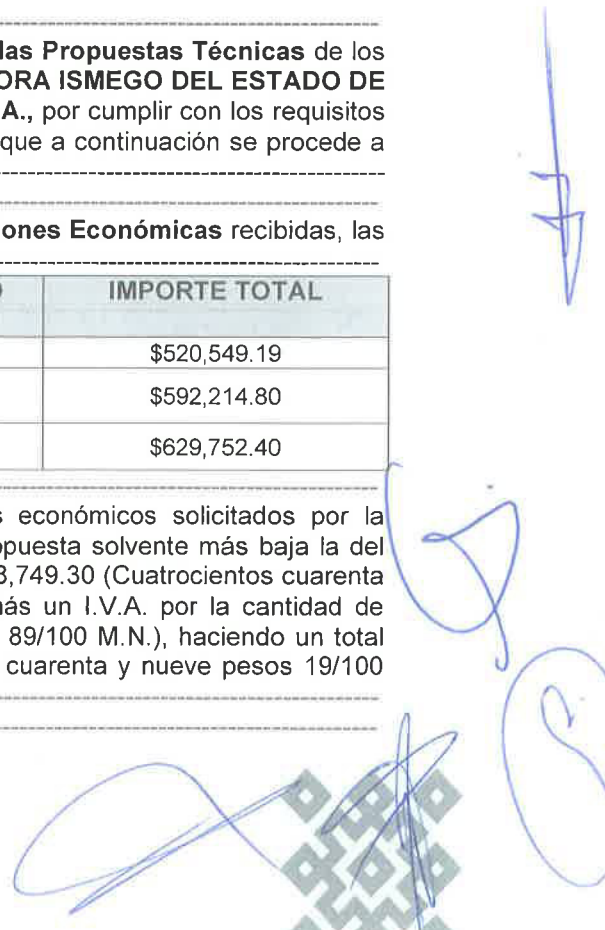 las Propuestas Técnicas de los
ORA ISMEGO DEL ESTADO DE
A., por cumplir con los requisitos
que a continuación se procede a
ones Económicas recibidas, las
IMPORTE TOTAL
$520,549.19
$592,214.80
$629,752.40
s económicos solicitados por la
opuesta solvente más baja la del
3,749.30 (Cuatrocientos cuarenta
nás un I.V.A. por la cantidad de
89/100 M.N.), haciendo un total
cuarenta y nueve pesos 19/100